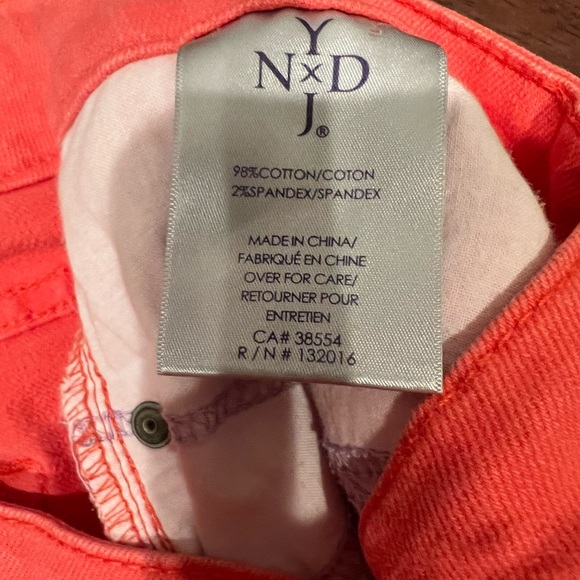 Y
N x D
J®
98%COTTON/COTON
2%SPANDEX/SPANDEX
MADE IN CHINA/
FABRIQUÉ EN CHINE
OVER FOR CARE/
RETOURNER POUR
ENTRETIEN
CA# 38554
R / N # 132016